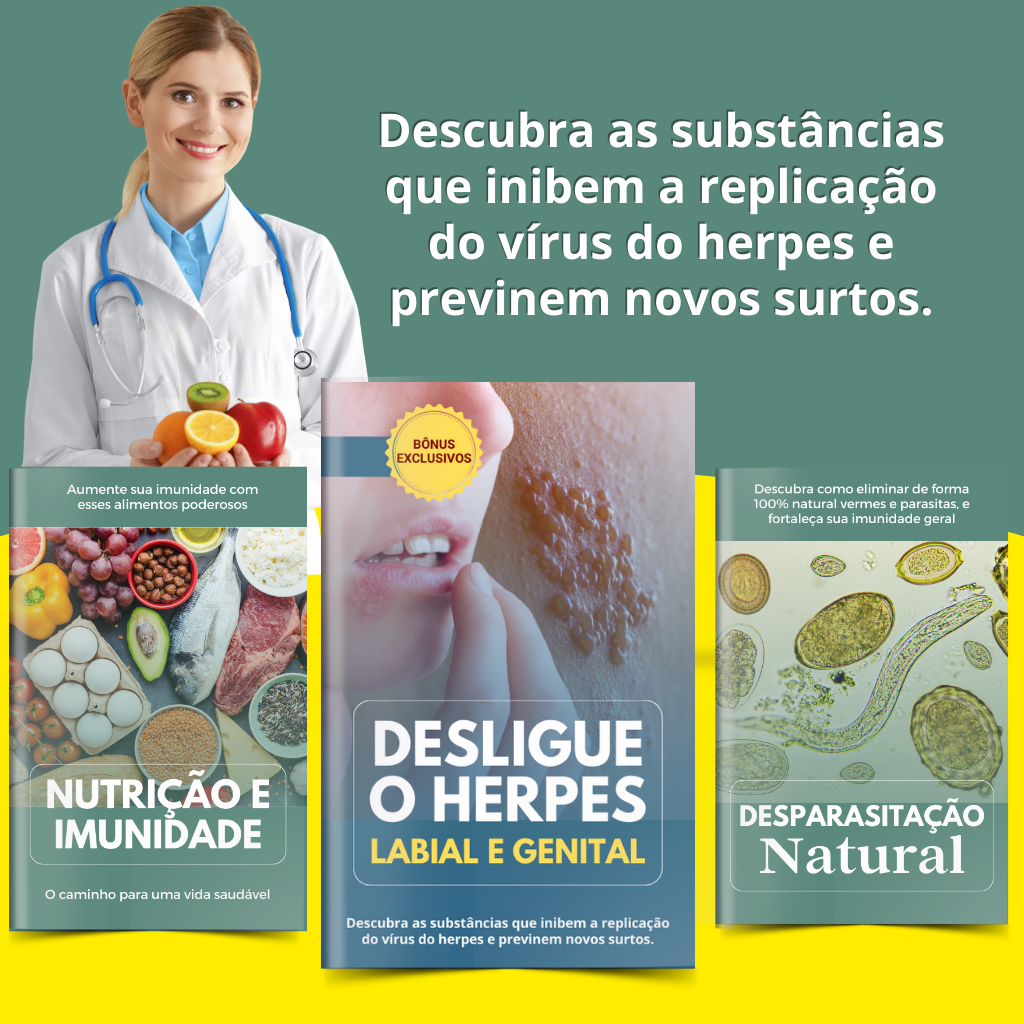 Descubra as substâncias
que inibem a replicação
do vírus do herpes e
previnem novos surtos.
Aumente sua imunidade com
esses alimentos poderosos
NUTRIÇÃO E
IMUNIDADE
O caminho para uma vida saudável
BÔNUS
EXCLUSIVOS
DESLIGUE
O HERPES
LABIAL E GENITAL
Descubra as substâncias que inibem a replicação
do vírus do herpes e previnem novos surtos.
Descubra como eliminar de forma
100% natural vermes e parasitas, e
fortaleça sua imunidade geral
DESPARASITAÇÃO
Natural